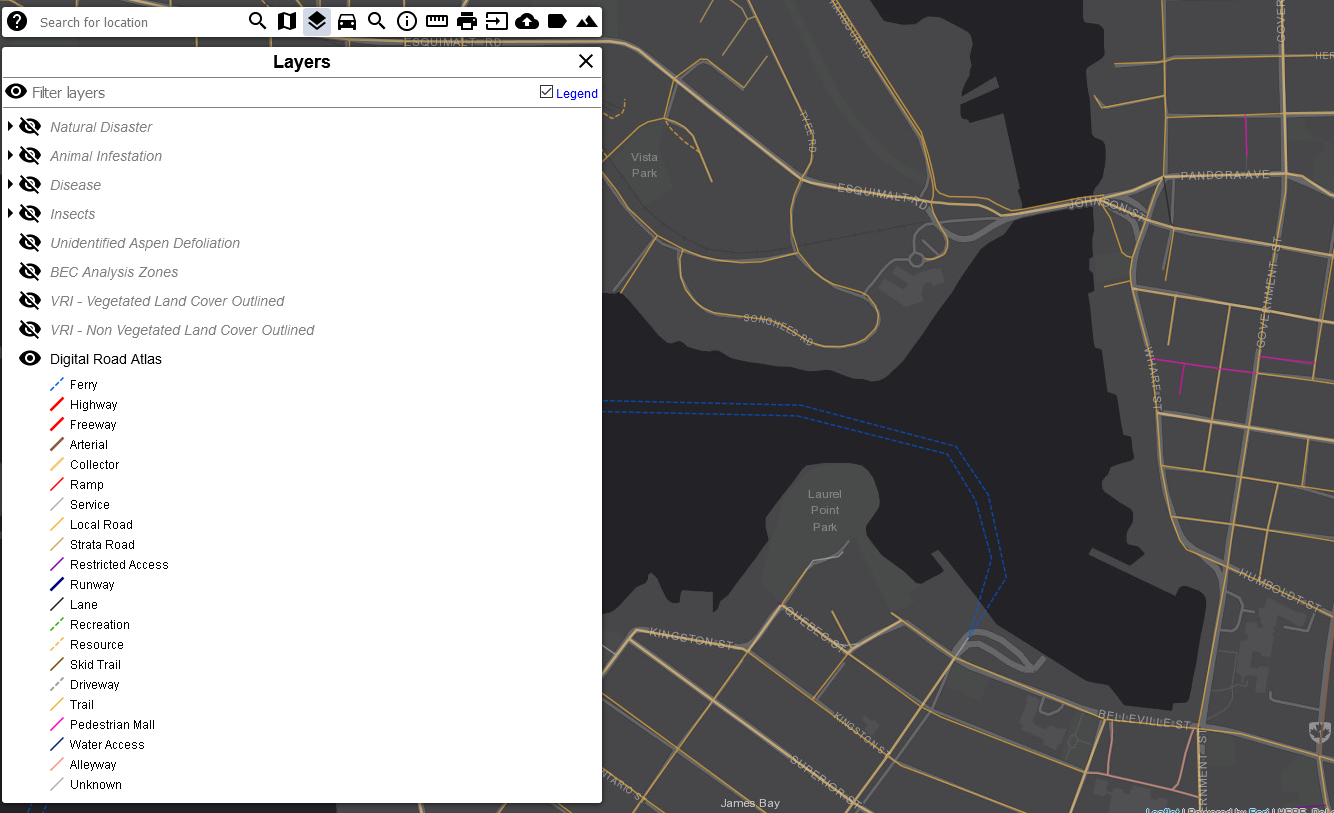 Search for location
Layers
Filter layers
Legend
Natural Disaster
Animal Infestation
Disease
Insects
Unidentified Aspen Defoliation
BEC Analysis Zones
VRI - Vegetated Land Cover Outlined
VRI - Non Vegetated Land Cover Outlined
Digital Road Atlas
Ferry
Highway
Freeway
Arterial
Collector
Ramp
Service
Local Road
Strata Road
Restricted Access
Runway
Lane
Recreation
Resource
Skid Trail
Driveway
Trail
Pedestrian Mall
Water Access
Alleyway
Unknown
ESQUIMALT RD
HARBOUR RD
GOVER
HER
TYEE RD
Vista
Park
ESQUIMALT RD
PANDORA AVE
JOHNSON ST
GOVERNMENT ST
SONGHEES RD
WHARF ST
Laurel
Point
Park
HUMBOLDT ST
QUEBEC ST
KINGSTON ST
KINGSTON ST
BELLEVILLE ST
SUPERIOR ST
ONTARIO ST
RNMENT ST
James Bay
Leaflet | Powered by Esri | HERE,